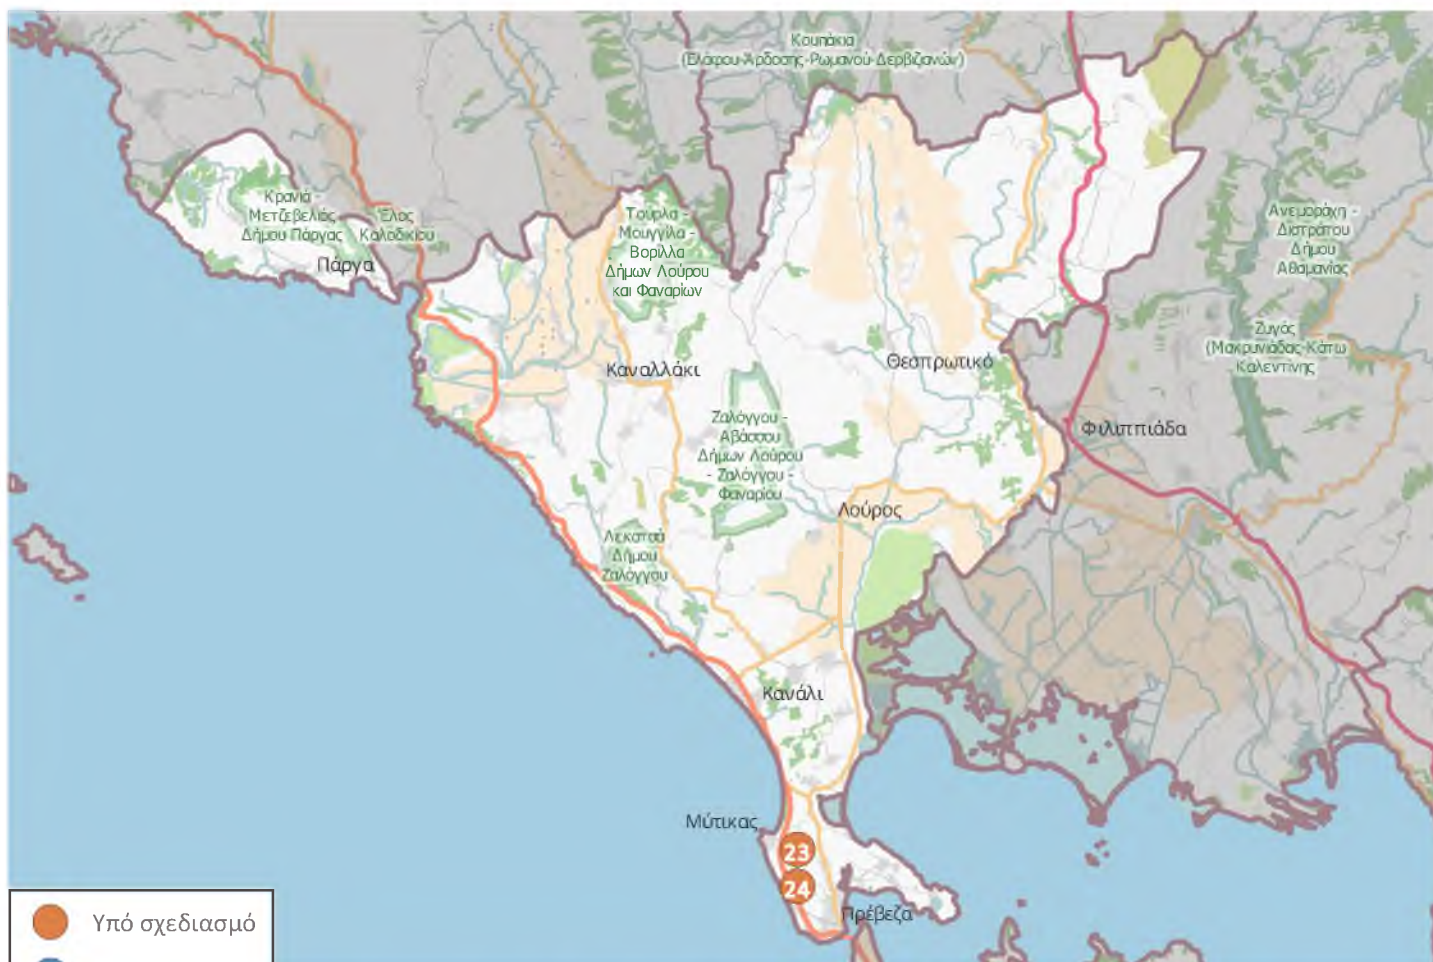 Κουπάκια
(Ελάφου-Άρδοσης-Ρωμανού-Δερβιζιανών)
Κρανιά -
Μετζεβελιός
Δήμου Πάργας
Έλος
Καλοδικίου
Πάργα
Τούρλα -
Μουγγίλα -
Βορίλλα
Δήμων Λούρου
και Φαναρίων
Ανεμοράχη -
Διστράτου
Δήμου
Αθαμανίας
Ζυγός
(Μακρυνιάδας-Κάτω
Καλεντίνης
Καναλλάκι
Θεσπρωτικό
Ζαλόγγου -
Αβάσσου
Δήμων Λούρου
- Ζαλόγγου -
Φαναρίου
Φιλιππιάδα
Λούρος
Λεκατσά
Δήμου
Ζαλόγγου
Κανάλι
Μύτικας
23
24
Πρέβεζα
Υπό σχεδιασμό